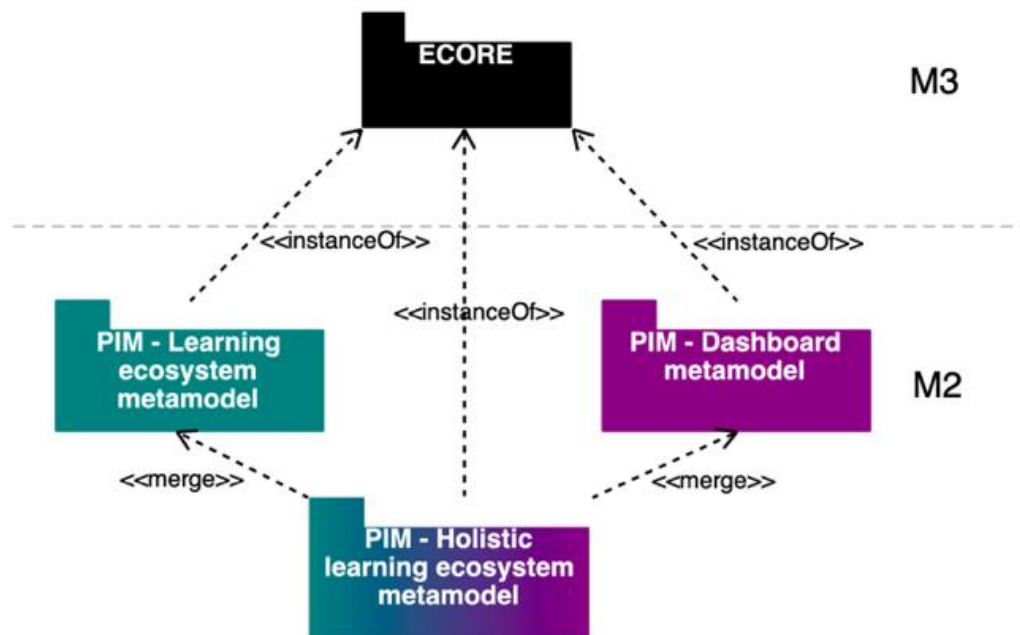 ECORE
M3
<<instanceOf>>
<<instanceOf>>
<<instanceOf>>
PIM - Learning
ecosystem
metamodel
PIM - Dashboard
metamodel
M2
<<merge>>
<<merge>>
PIM - Holistic
learning ecosystem
metamodel